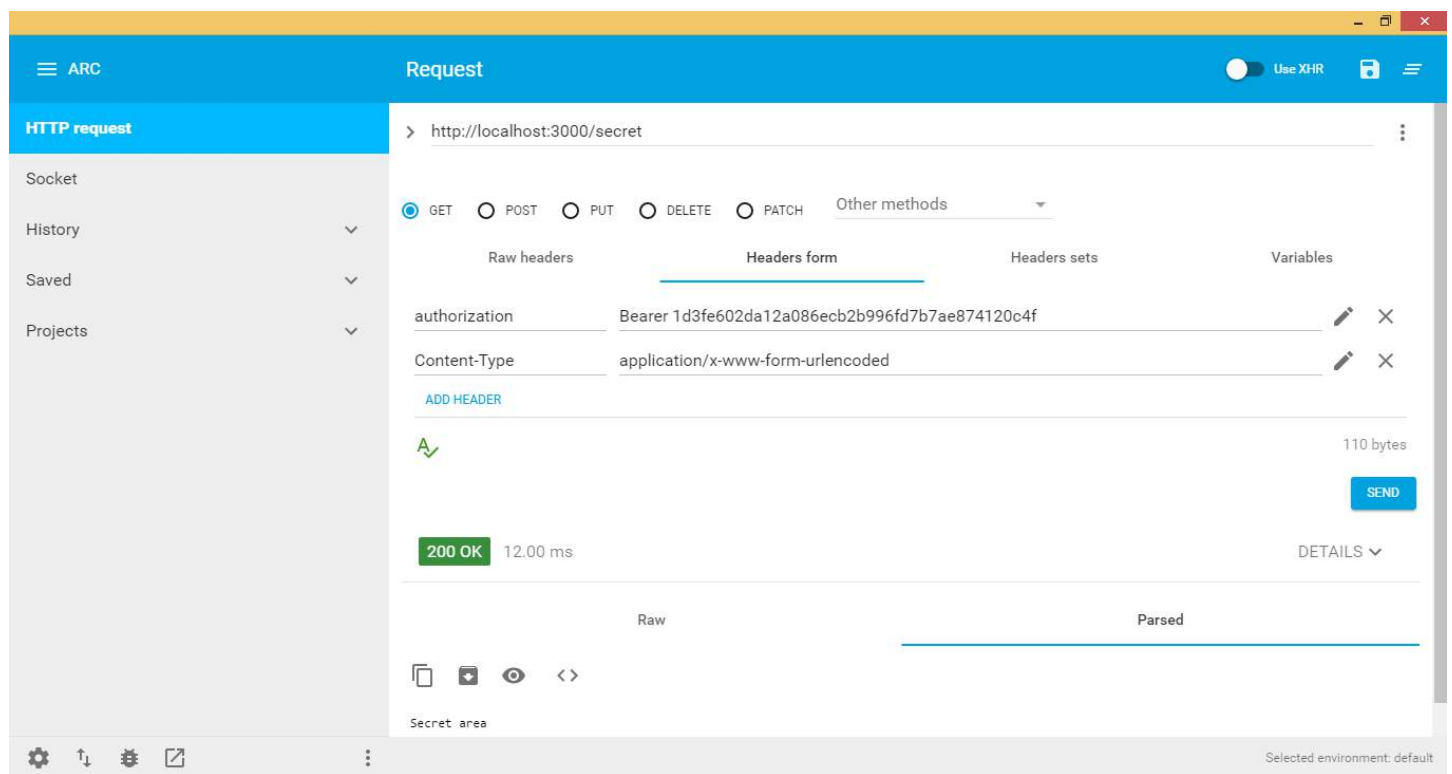 ARC
Request
Use XHR
HTTP request
http://localhost:3000/secret
Socket
GET POST PUT DELETE PATCH Other methods
History
Raw headers Headers form Headers sets Variables
Saved
authorization Bearer 1d3fe602da12a086ecb2b996fd7b7ae874120c4f
Projects
Content-Type application/x-www-form-urlencoded
ADD HEADER
110 bytes
SEND
200 OK 12.00 ms DETAILS
Raw Parsed
Secret area
Selected environment: default